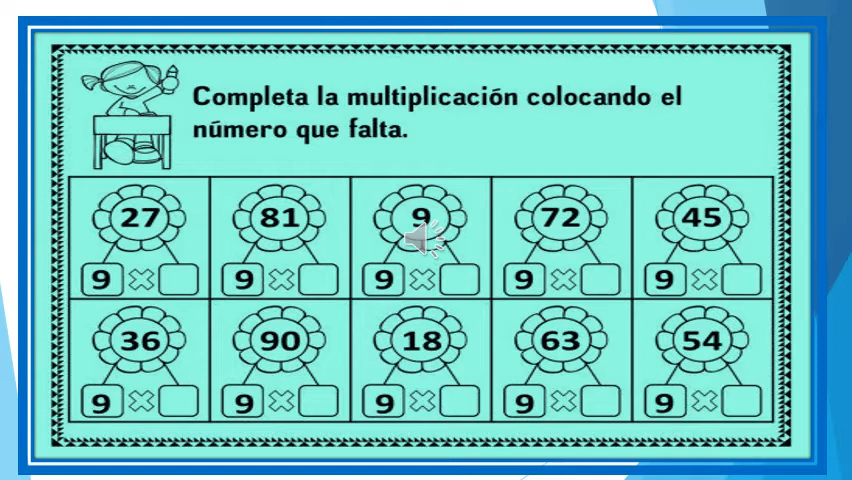 Completa la multiplicación colocando el
número que falta.
27 81 9 72 45
9 × 9 × 9 × 9 × 9 ×
36 90 18 63 54
9 × 9 × 9 × 9 × 9 ×